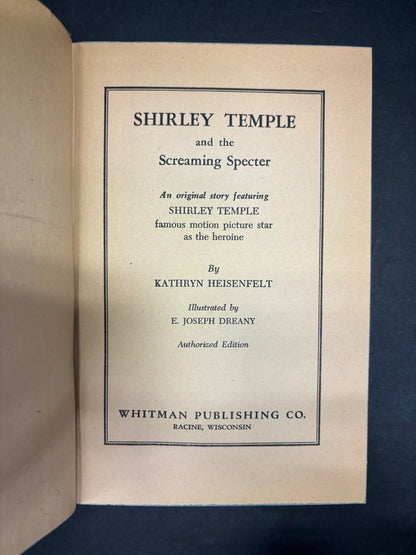 SHIRLEY TEMPLE
and the
Screaming Specter
An original story featuring
SHIRLEY TEMPLE
famous motion picture star
as the heroine
By
KATHRYN HEISENFELT
Illustrated by
E. JOSEPH DREANY
Authorized Edition
WHITMAN PUBLISHING CO.
RACINE, WISCONSIN